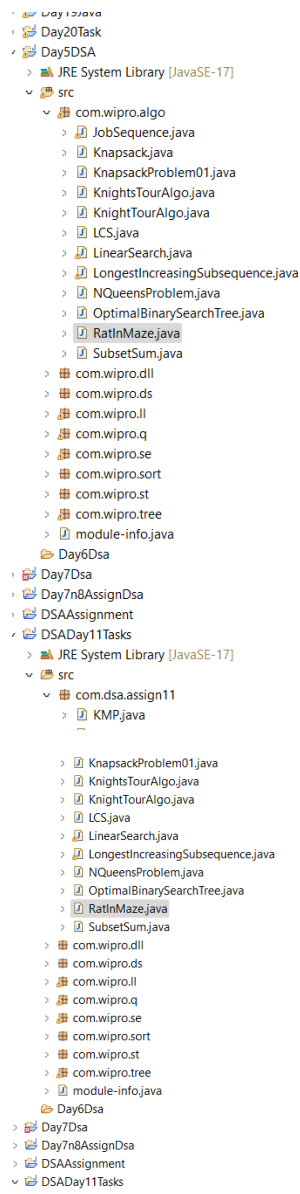 Day19Java
Day20Task
Day5DSA
JRE System Library [JavaSE-17]
src
com.wipro.algo
JobSequence.java
Knapsack.java
KnapsackProblem01.java
KnightsTourAlgo.java
KnightTourAlgo.java
LCS.java
LinearSearch.java
LongestIncreasingSubsequence.java
NQueensProblem.java
OptimalBinarySearchTree.java
RatInMaze.java
SubsetSum.java
com.wipro.dll
com.wipro.ds
com.wipro.ll
com.wipro.q
com.wipro.se
com.wipro.sort
com.wipro.st
com.wipro.tree
module-info.java
Day6Dsa
Day7Dsa
Day7n8AssignDsa
DSAAssignment
DSADay11Tasks
JRE System Library [JavaSE-17]
src
com.dsa.assign11
KMP.java
KnapsackProblem01.java
KnightsTourAlgo.java
KnightTourAlgo.java
LCS.java
LinearSearch.java
LongestIncreasingSubsequence.java
NQueensProblem.java
OptimalBinarySearchTree.java
RatInMaze.java
SubsetSum.java
com.wipro.dll
com.wipro.ds
com.wipro.ll
com.wipro.q
com.wipro.se
com.wipro.sort
com.wipro.st
com.wipro.tree
module-info.java
Day6Dsa
Day7Dsa
Day7n8AssignDsa
DSAAssignment
DSADay11Tasks